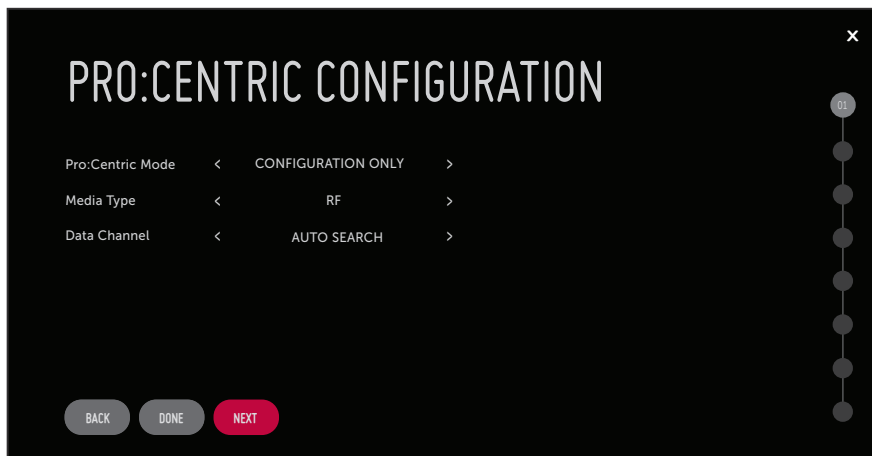 X
PRO:CENTRIC CONFIGURATION
01
Pro:Centric Mode < CONFIGURATION ONLY >
Media Type < RF >
Data Channel < AUTO SEARCH >
BACK DONE NEXT